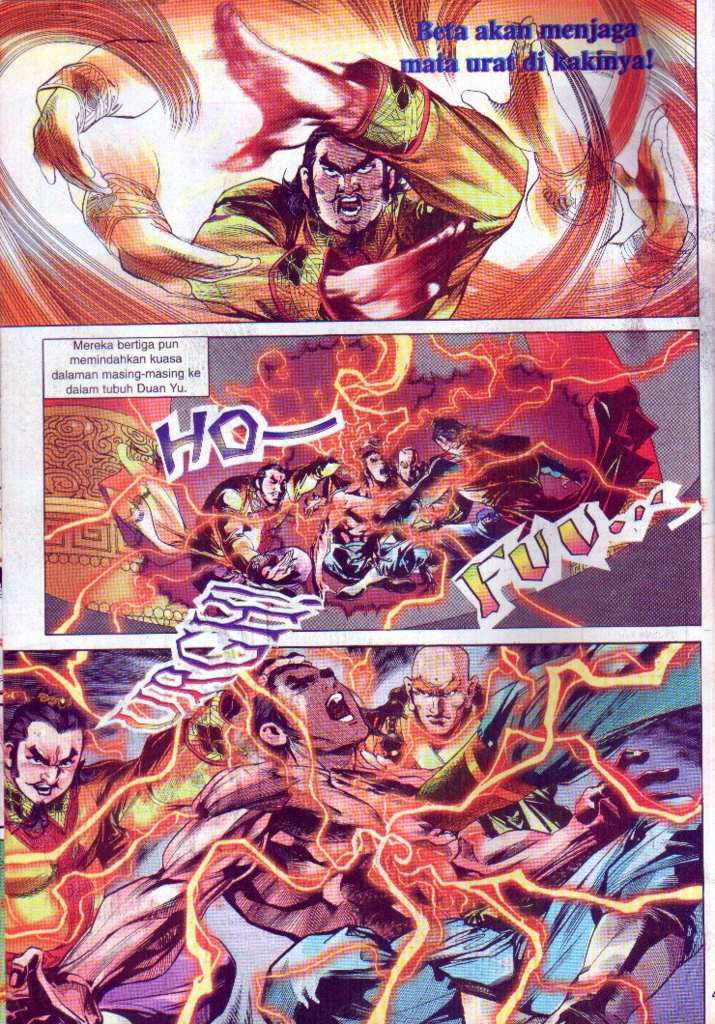 Beta akan menjaga
mata urat di kakinya!
Mereka bertiga pun
memindahkan kuasa
dalaman masing-masing ke
dalam tubuh Duan Yu.
HO—
FUU...